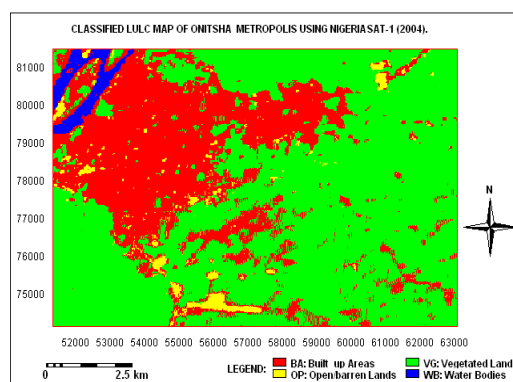 CLASSIFIED LULC MAP OF ONITSHA METROPOLIS USING NIGERIASAT-1 (2004).
81000
80000
79000
78000
77000
76000
75000
N
52000 53000 54000 55000 56000 57000 58000 59000 60000 61000 62000 63000
0 2.5 km
LEGEND: BA: Built_up Areas VG: Vegetated Land
OP: Open/barren Lands WB: Water Bodies